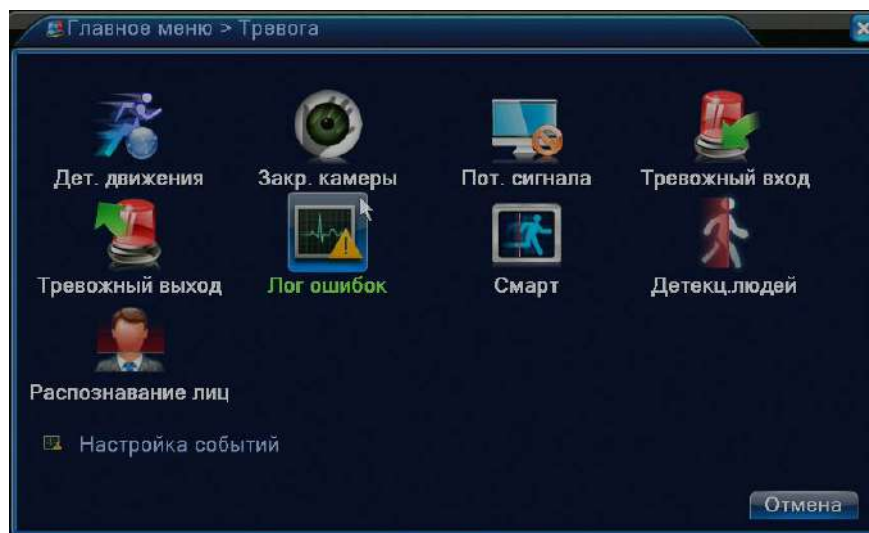 Главное меню > Тревога
Дет. движения
Закр. камеры
Пот. сигнала
Тревожный вход
Тревожный выход
Лог ошибок
Смарт
Детекц.людей
Распознавание лиц
Настройка событий
Отмена